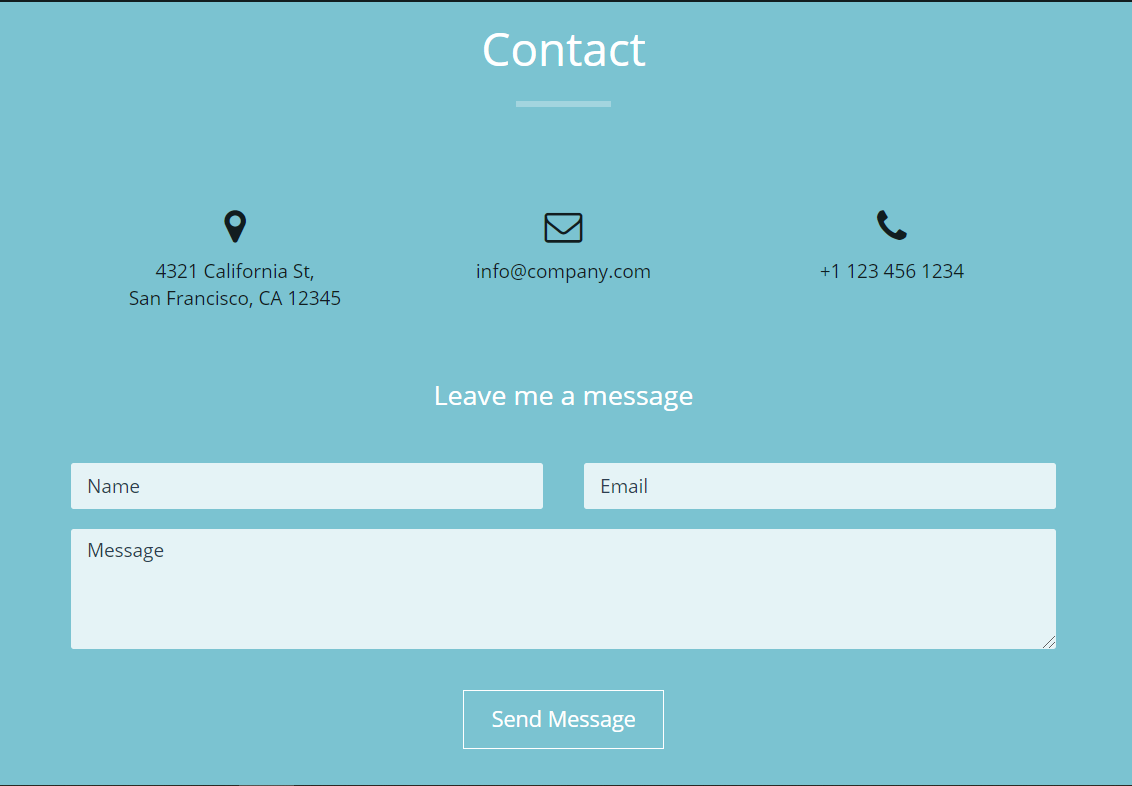 Contact
4321 California St,
San Francisco, CA 12345
info@company.com
+1 123 456 1234
Leave me a message
Name
Email
Message
Send Message